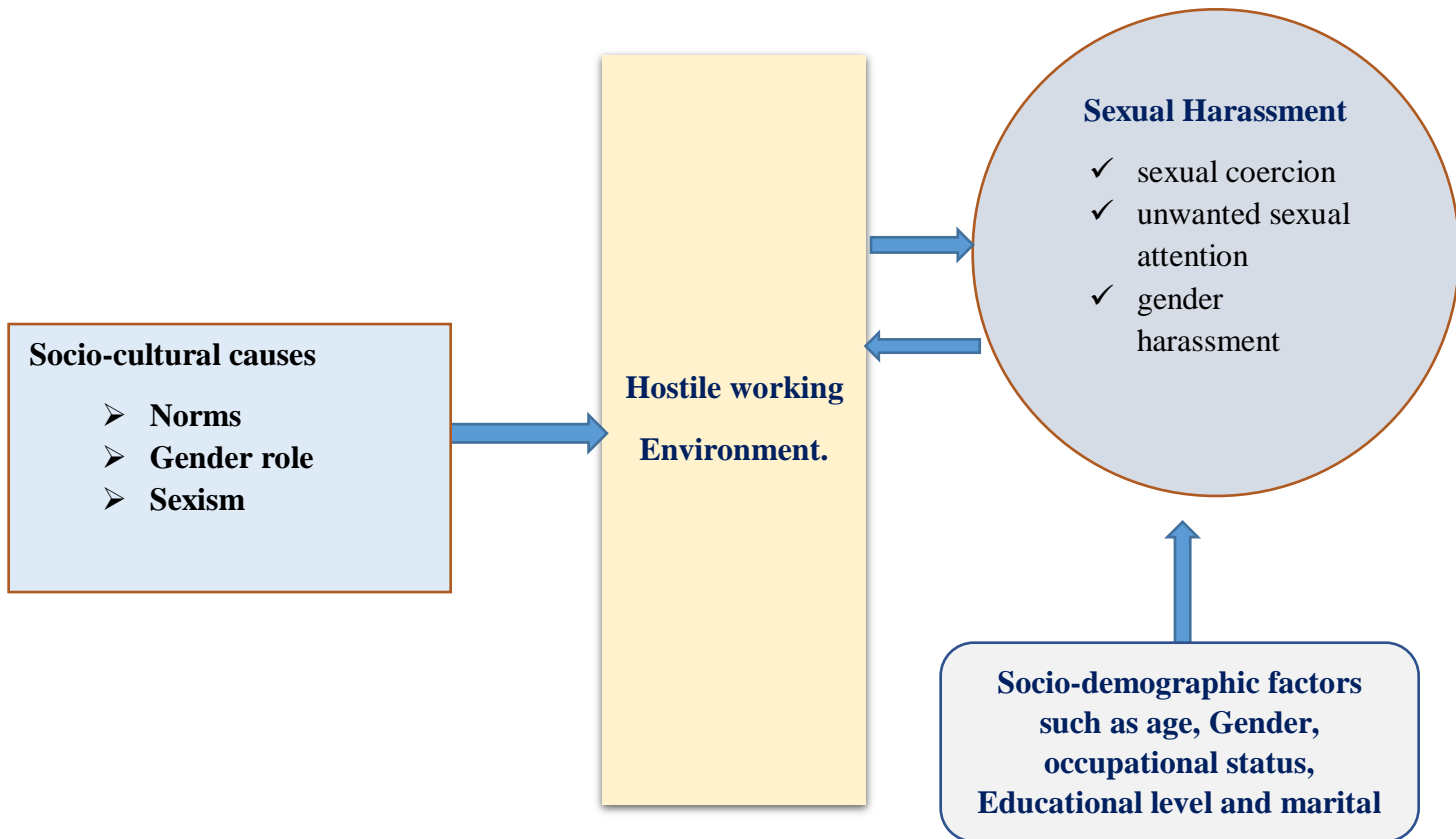 Socio-cultural causes
➢ Norms
➢ Gender role
➢ Sexism
Hostile working
Environment.
Sexual Harassment
✓ sexual coercion
✓ unwanted sexual
attention
✓ gender
harassment
Socio-demographic factors
such as age, Gender,
occupational status,
Educational level and marital